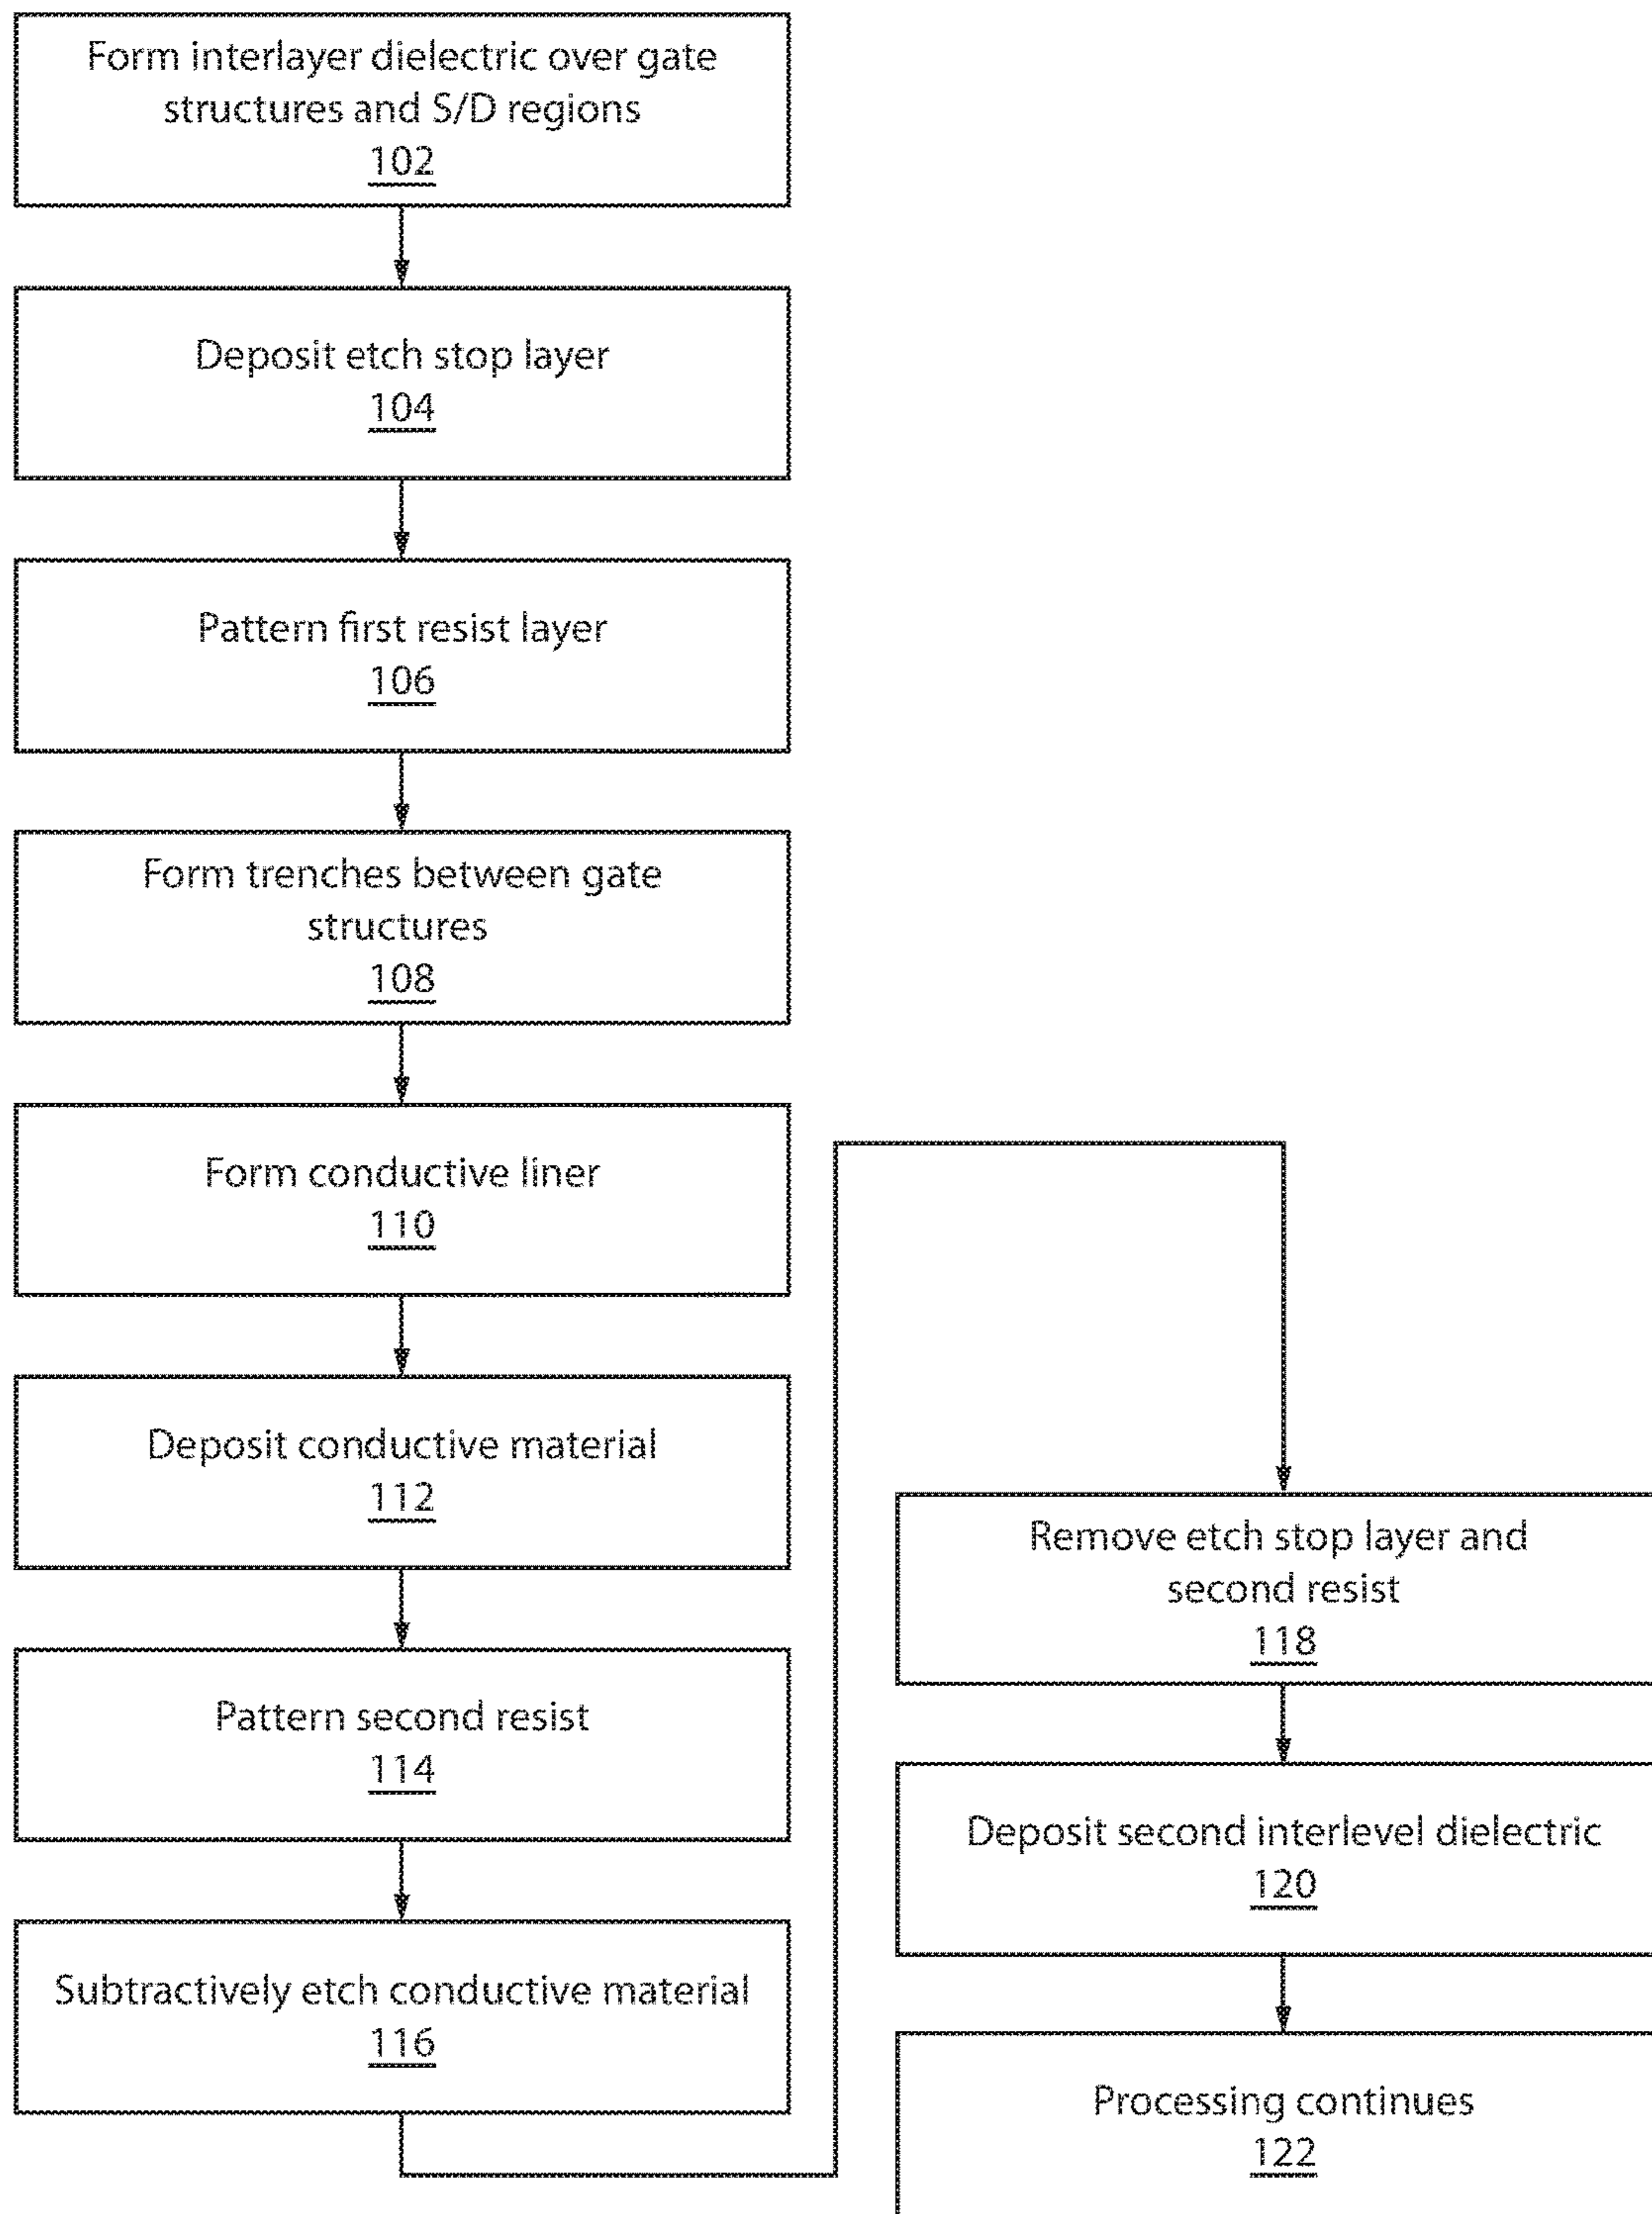 Form interlayer dielectric over gate
structures and S/D regions
102
Deposit etch stop layer
104
Pattern first resist layer
106
Form trenches between gate
structures
108
Form conductive liner
110
Deposit conductive material
112
Pattern second resist
114
Subtractively etch conductive material
116
Remove etch stop layer and
second resist
118
Deposit second interlevel dielectric
120
Processing continues
122